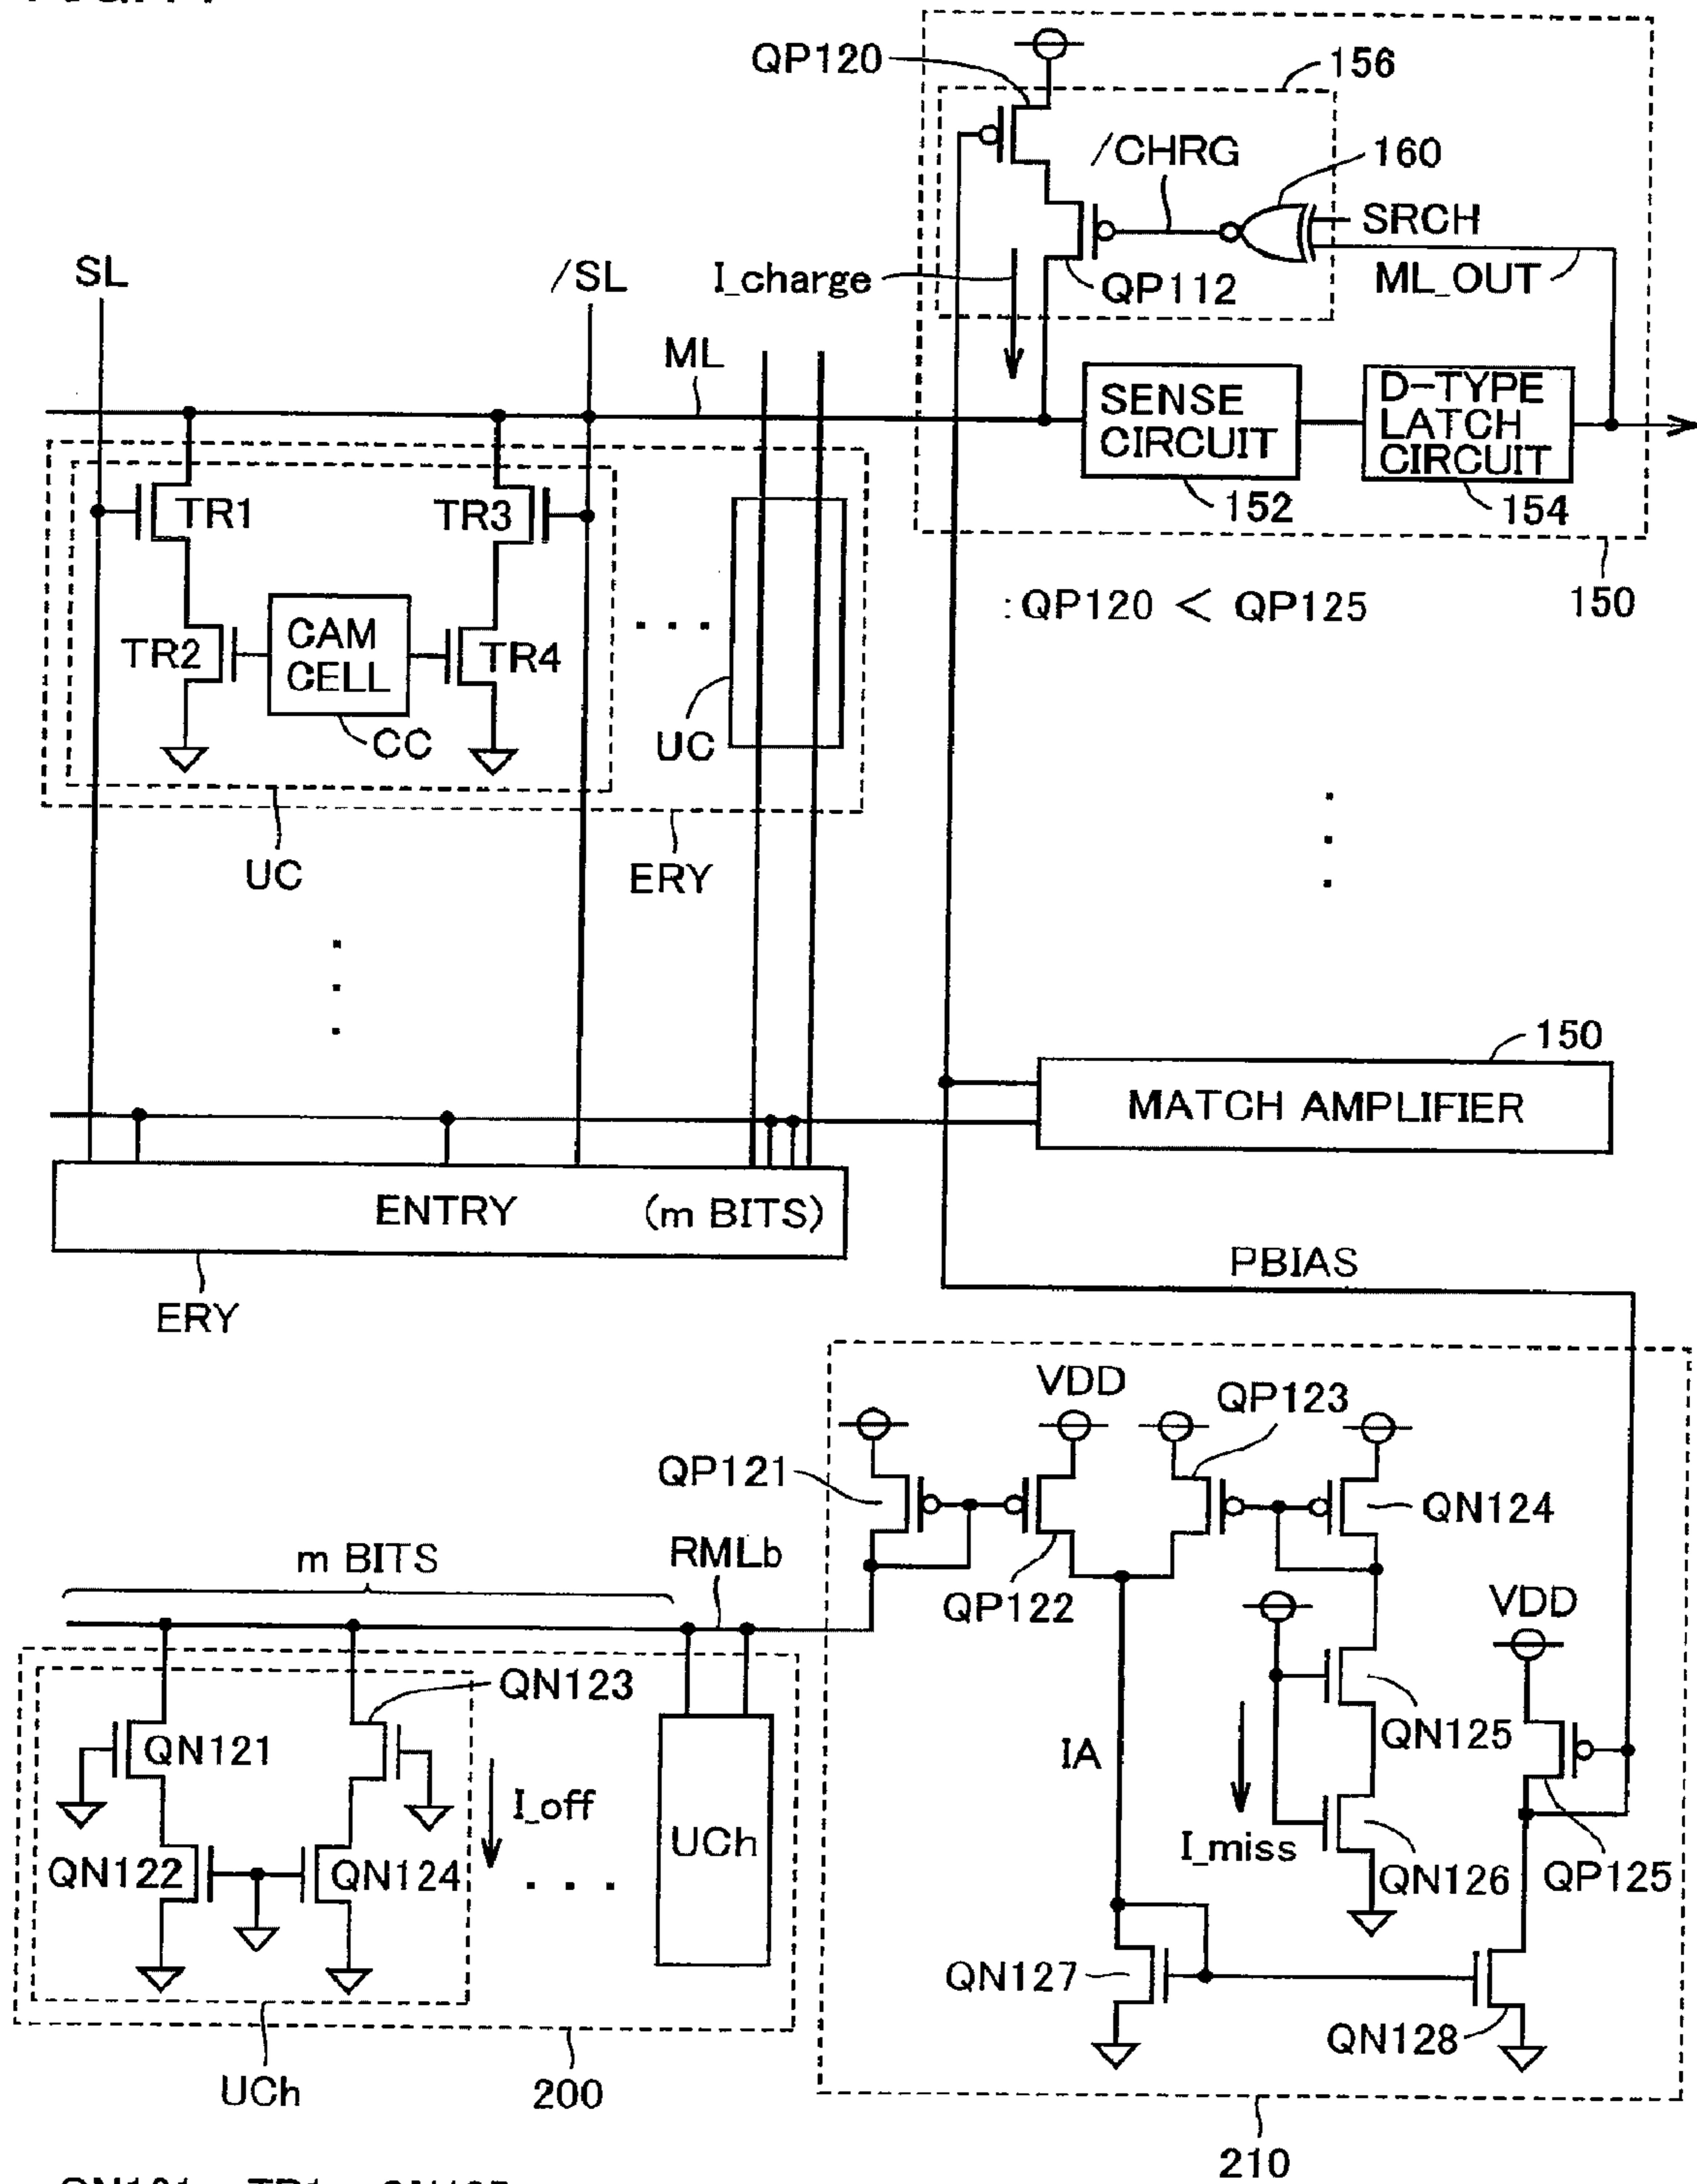 QP120
156
/CHRG
160
SRCH
ML_OUT
I_charge
QP112
SL
/SL
ML
SENSE
CIRCUIT
D-TYPE
LATCH
CIRCUIT
152
154
TR1
TR3
TR2
CAM
CELL
TR4
CC
UC
: QP120 < QP125
150
UC
ERY
150
MATCH AMPLIFIER
ENTRY (m BITS)
ERY
PBIAS
VDD
QP123
QP121
QN124
m BITS
RMLb
QP122
VDD
QN123
QN121
I_off
IA
QN125
I_miss
QN122
QN124
UCh
QN126
QP125
QN127
QN128
UCh
200
210